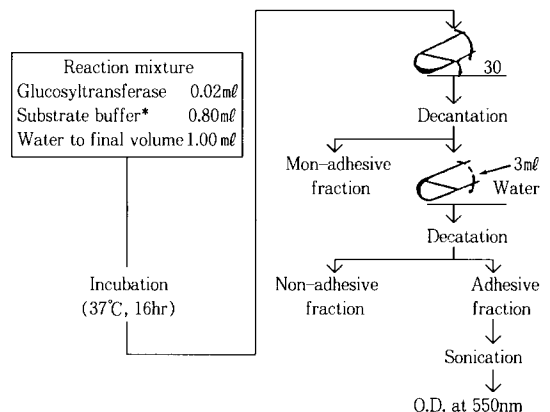 Reaction mixture
Glucosyltransferase 0.02mℓ
Substrate buffer* 0.80mℓ
Water to final volume 1.00mℓ
Incubation
(37℃, 16hr)
30
Decantation
Mon-adhesive
fraction
3mℓ
Water
Decatation
Non-adhesive
fraction
Adhesive
fraction
Sonication
O.D. at 550nm